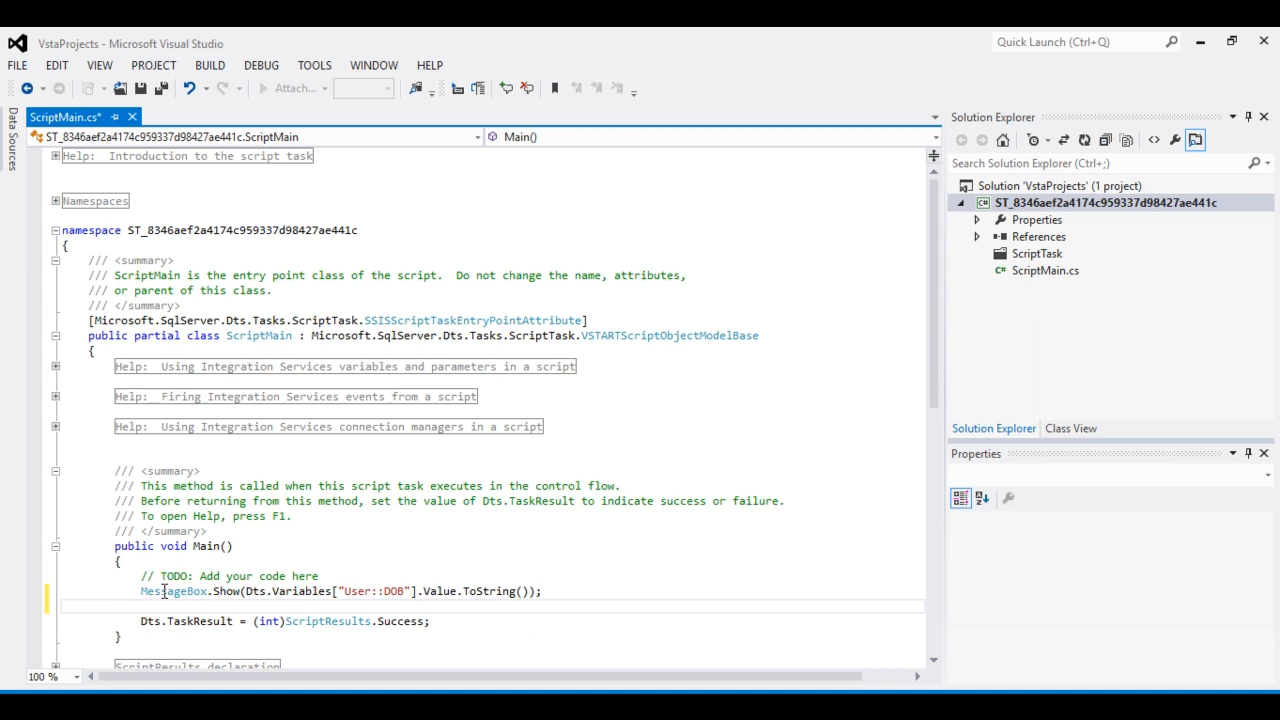 VstaProjects - Microsoft Visual Studio
Quick Launch (Ctrl+Q)
FILE EDIT VIEW PROJECT BUILD DEBUG TOOLS WINDOW HELP
Attach...
Data Sources
ScriptMain.cs*
ST_8346aef2a4174c959337d98427ae441c.ScriptMain
Main()
Help: Introduction to the script task
Namespaces
namespace ST_8346aef2a4174c959337d98427ae441c
{
/// <summary>
/// ScriptMain is the entry point class of the script. Do not change the name, attributes,
/// or parent of this class.
/// </summary>
[Microsoft.SqlServer.Dts.Tasks.ScriptTask.SSISScriptTaskEntryPointAttribute]
public partial class ScriptMain : Microsoft.SqlServer.Dts.Tasks.ScriptTask.VSTARTScriptObjectModelBase
{
Help: Using Integration Services variables and parameters in a script
Help: Firing Integration Services events from a script
Help: Using Integration Services connection managers in a script
/// <summary>
/// This method is called when this script task executes in the control flow.
/// Before returning from this method, set the value of Dts.TaskResult to indicate success or failure.
/// To open Help, press F1.
/// </summary>
public void Main()
{
// TODO: Add your code here
MessageBox.Show(Dts.Variables["User::DOB"].Value.ToString());
Dts.TaskResult = (int)ScriptResults.Success;
}
ScriptResults declaration
100 %
Solution Explorer
Search Solution Explorer (Ctrl+;)
Solution 'VstaProjects' (1 project)
C# ST_8346aef2a4174c959337d98427ae441c
Properties
References
ScriptTask
C# ScriptMain.cs
Solution Explorer Class View
Properties